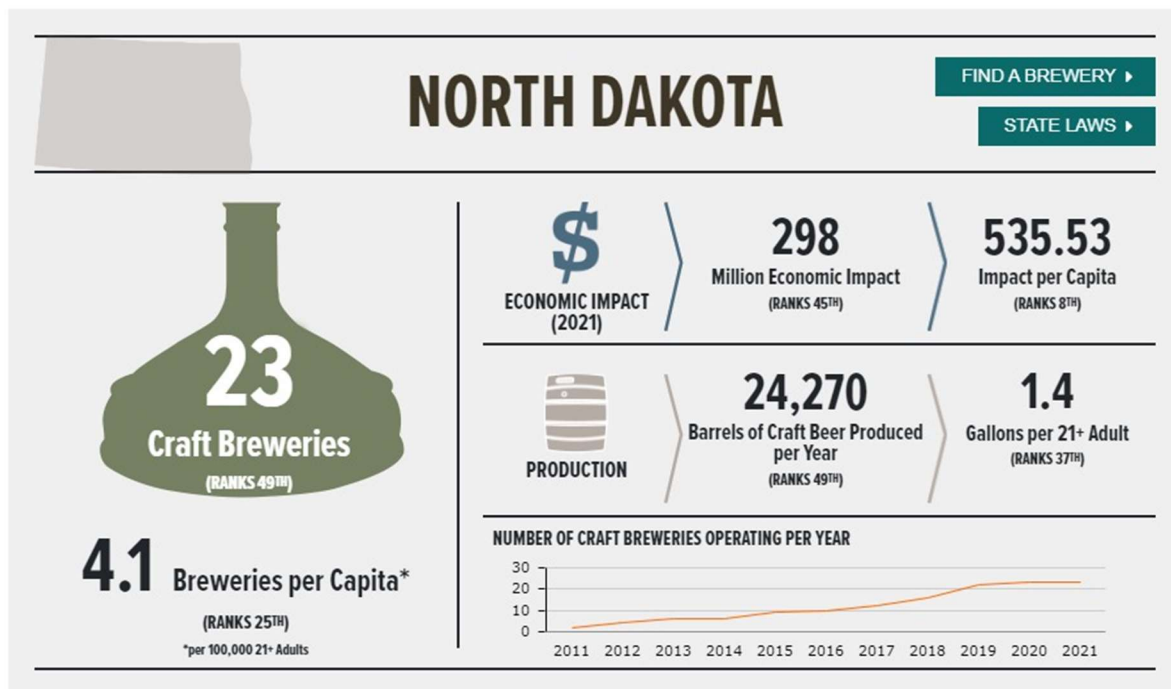 NORTH DAKOTA
FIND A BREWERY
STATE LAWS
23
Craft Breweries
(RANKS 49TH)
4.1 Breweries per Capita*
(RANKS 25TH)
*per 100,000 21+ Adults
$
ECONOMIC IMPACT
(2021)
298
Million Economic Impact
(RANKS 45TH)
535.53
Impact per Capita
(RANKS 8TH)
PRODUCTION
24,270
Barrels of Craft Beer Produced
per Year
(RANKS 49TH)
1.4
Gallons per 21+ Adult
(RANKS 37TH)
NUMBER OF CRAFT BREWERIES OPERATING PER YEAR
30
20
10
0
2011 2012 2013 2014 2015 2016 2017 2018 2019 2020 2021